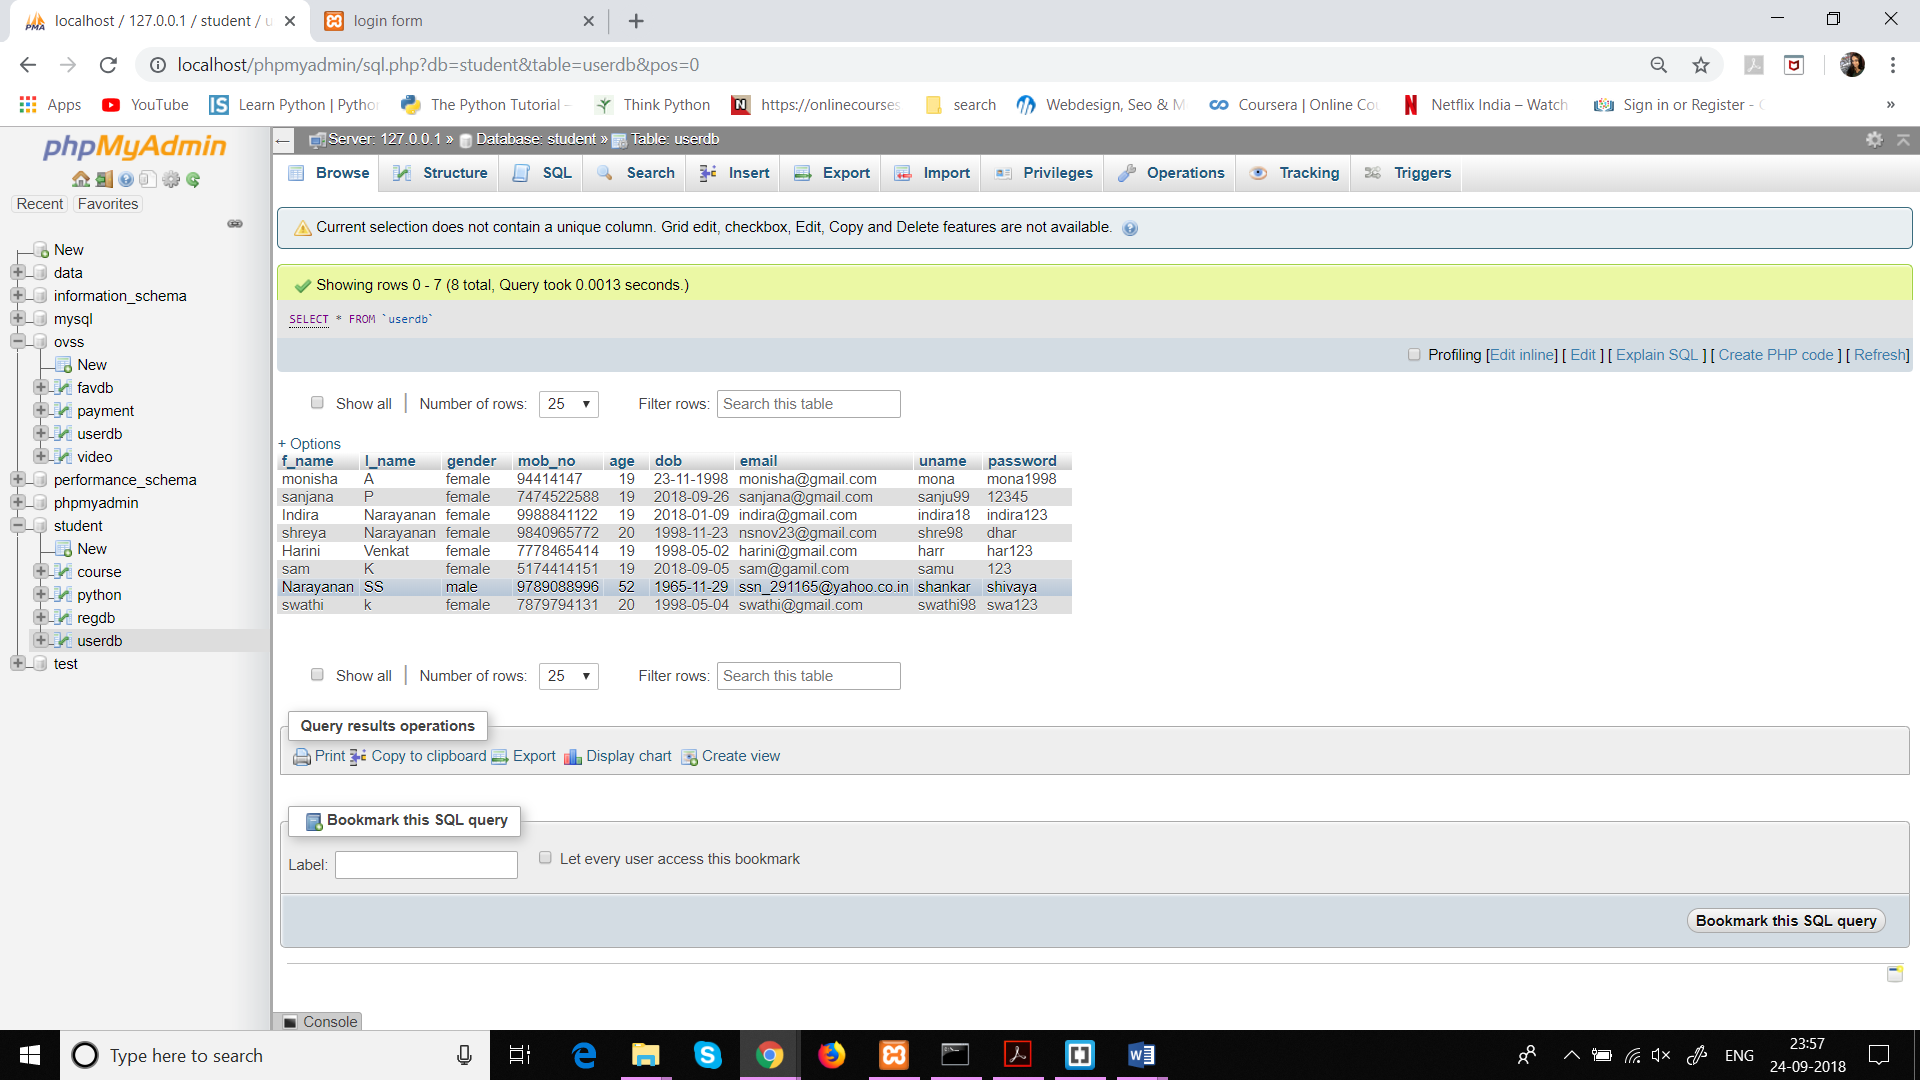 localhost / 127.0.0.1 / student / u
login form
localhost/phpmyadmin/sql.php?db=student&table=userdb&pos=0
Apps YouTube Learn Python | Pytho The Python Tutorial – Think Python https://onlinecourses search Webdesign, Seo & M Coursera | Online Co Netflix India – Watch Sign in or Register - »
phpMyAdmin
Recent Favorites
New
data
information_schema
mysql
ovss
New
favdb
payment
userdb
video
performance_schema
phpmyadmin
student
New
course
python
regdb
userdb
test
Server: 127.0.0.1 » Database: student » Table: userdb
Browse Structure SQL Search Insert Export Import Privileges Operations Tracking Triggers
Current selection does not contain a unique column. Grid edit, checkbox, Edit, Copy and Delete features are not available.
Showing rows 0 - 7 (8 total, Query took 0.0013 seconds.)
SELECT * FROM `userdb`
Profiling [Edit inline] [ Edit ] [ Explain SQL ] [ Create PHP code ] [ Refresh]
Show all | Number of rows: 25 Filter rows: Search this table
+ Options
f_name l_name gender mob_no age dob email uname password
monisha A female 94414147 19 23-11-1998 monisha@gmail.com mona mona1998
sanjana P female 7474522588 19 2018-09-26 sanjana@gmail.com sanju99 12345
Indira Narayanan female 9988841122 19 2018-01-09 indira@gmail.com indira18 indira123
shreya Narayanan female 9840965772 20 1998-11-23 nsnov23@gmail.com shre98 dhar
Harini Venkat female 7778465414 19 1998-05-02 harini@gmail.com harr har123
sam K female 5174414151 19 2018-09-05 sam@gamil.com samu 123
Narayanan SS male 9789088996 52 1965-11-29 ssn_291165@yahoo.co.in shankar shivaya
swathi k female 7879794131 20 1998-05-04 swathi@gmail.com swathi98 swa123
Show all | Number of rows: 25 Filter rows: Search this table
Query results operations
Print Copy to clipboard Export Display chart Create view
Bookmark this SQL query
Label: Let every user access this bookmark
Bookmark this SQL query
Console
Type here to search
ENG
23:57
24-09-2018